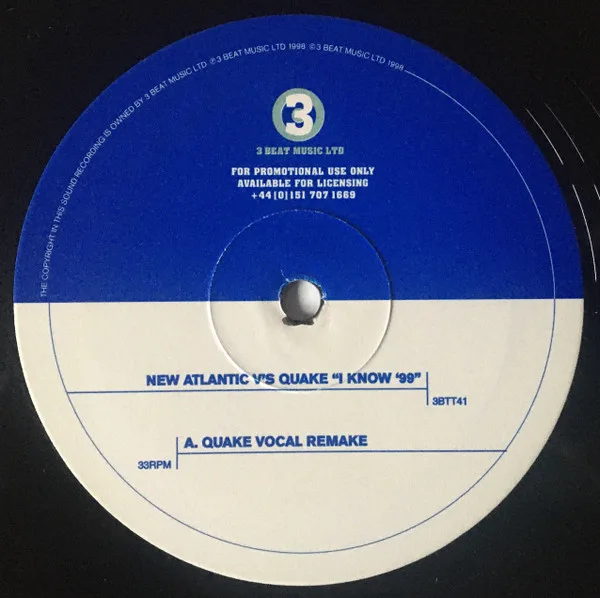 THE COPYRIGHT IN THIS SOUND RECORDING IS OWNED BY 3 BEAT MUSIC LTD ℗3 BEAT MUSIC LTD 1998 ©3 BEAT MUSIC LTD 1998
3
3 BEAT MUSIC LTD
FOR PROMOTIONAL USE ONLY
AVAILABLE FOR LICENSING
+44 [0] 151 707 1669
NEW ATLANTIC V'S QUAKE “I KNOW ‘99”
3BTT41
A. QUAKE VOCAL REMAKE
33RPM